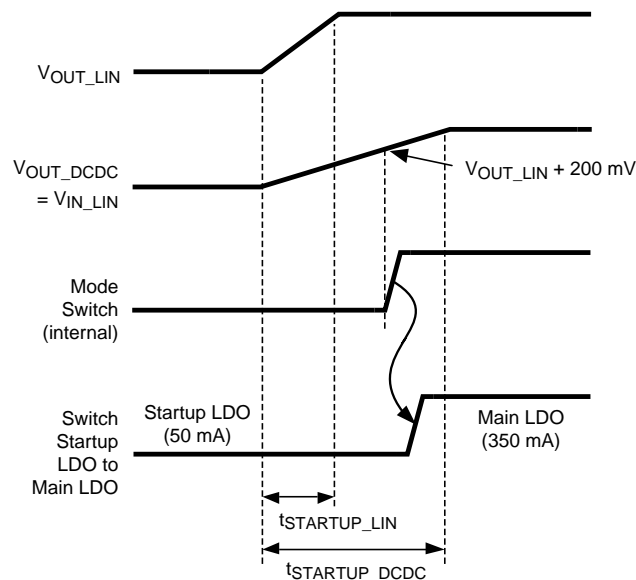 VOUT_LIN
VOUT_DCDC
= VIN_LIN
VOUT_LIN + 200 mV
Mode
Switch
(internal)
Switch
Startup
LDO to
Main LDO
Startup LDO
(50 mA)
Main LDO
(350 mA)
tSTARTUP_LIN
tSTARTUP_DCDC